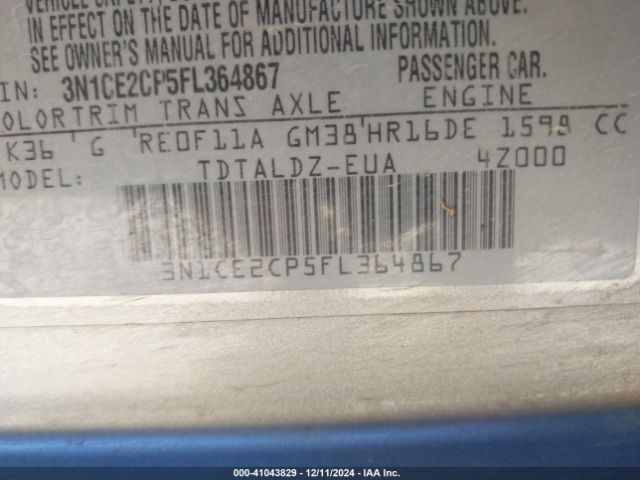 VEHICLE SAFETY,
IN EFFECT ON THE DATE OF MANUFACTURE SHOWN ABOVE.
SEE OWNER'S MANUAL FOR ADDITIONAL INFORMATION.
IN: 3N1CE2CP5FL364867 PASSENGER CAR.
OLORTRIM TRANS AXLE ENGINE
K36 G RE0F11A GM38 HR16DE 1598 CC
MODEL: TDTALDZ-EUA 4Z000
3N1CE2CP5FL364867
000-41043829 - 12/11/2024 - IAA Inc.